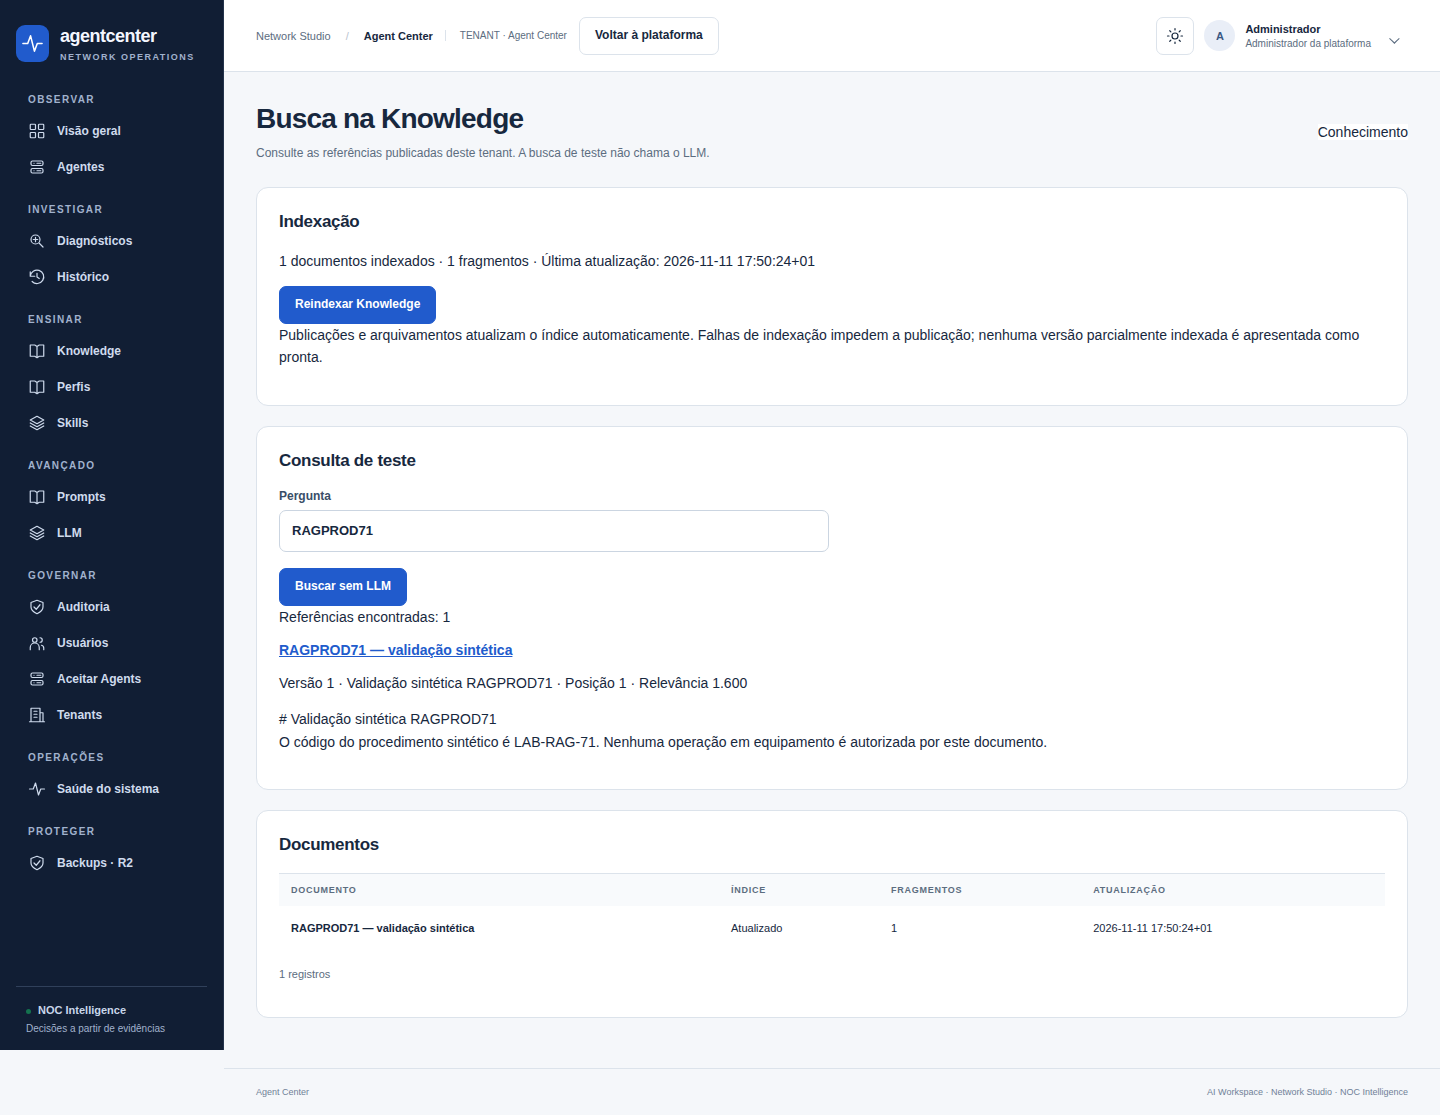 agentcenter
NETWORK OPERATIONS
OBSERVAR
Visão geral
Agentes
INVESTIGAR
Diagnósticos
Histórico
ENSINAR
Knowledge
Perfis
Skills
AVANÇADO
Prompts
LLM
GOVERNAR
Auditoria
Usuários
Aceitar Agents
Tenants
OPERAÇÕES
Saúde do sistema
PROTEGER
Backups · R2
NOC Intelligence
Decisões a partir de evidências
Network Studio / Agent Center TENANT · Agent Center Voltar à plataforma
A
Administrador
Administrador da plataforma
Busca na Knowledge
Consulte as referências publicadas deste tenant. A busca de teste não chama o LLM.
Conhecimento
Indexação
1 documentos indexados · 1 fragmentos · Última atualização: 2026-11-11 17:50:24+01
Reindexar Knowledge
Publicações e arquivamentos atualizam o índice automaticamente. Falhas de indexação impedem a publicação; nenhuma versão parcialmente indexada é apresentada como
pronta.
Consulta de teste
Pergunta
RAGPROD71
Buscar sem LLM
Referências encontradas: 1
RAGPROD71 — validação sintética
Versão 1 · Validação sintética RAGPROD71 · Posição 1 · Relevância 1.600
# Validação sintética RAGPROD71
O código do procedimento sintético é LAB-RAG-71. Nenhuma operação em equipamento é autorizada por este documento.
Documentos
DOCUMENTO ÍNDICE FRAGMENTOS ATUALIZAÇÃO
RAGPROD71 — validação sintética Atualizado 1 2026-11-11 17:50:24+01
1 registros
Agent Center
AI Workspace · Network Studio · NOC Intelligence